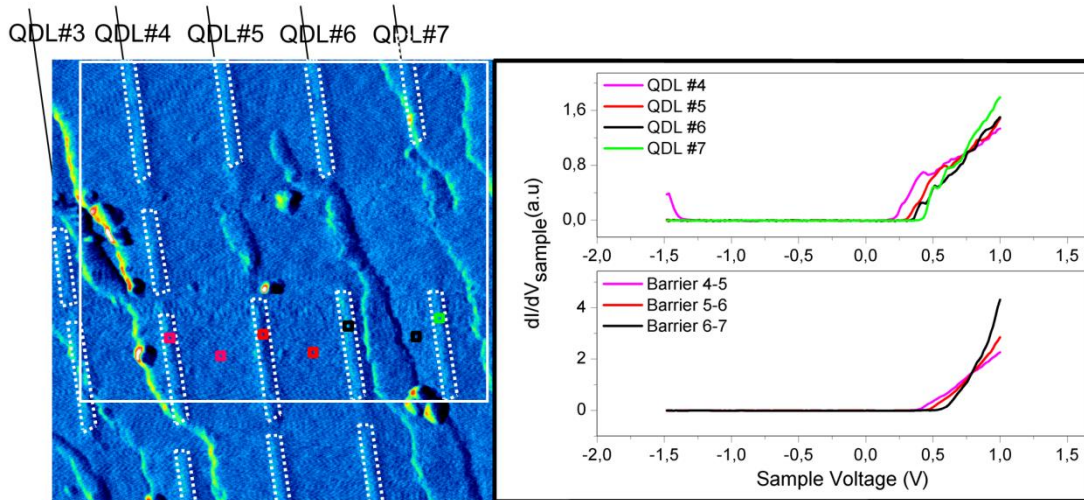 QDL#3 QDL#4 QDL#5 QDL#6 QDL#7
QDL #4
QDL #5
QDL #6
QDL #7
1,6
0,8
0,0
-2,0 -1,5 -1,0 -0,5 0,0 0,5 1,0 1,5
dI/dVsample(a.u)
Barrier 4-5
Barrier 5-6
Barrier 6-7
4
2
0
-2,0 -1,5 -1,0 -0,5 0,0 0,5 1,0 1,5
Sample Voltage (V)